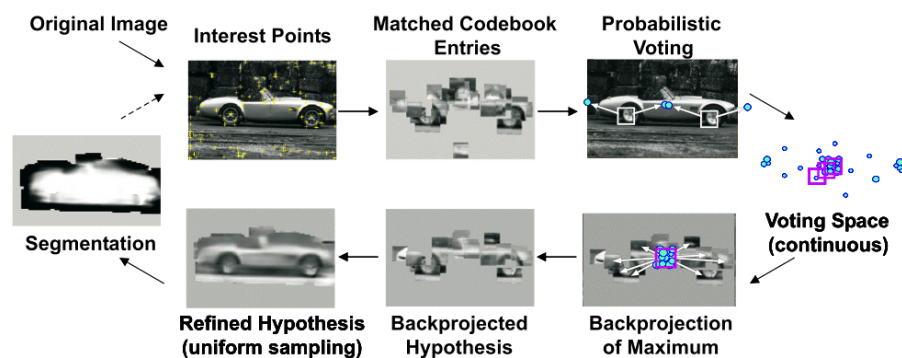 Original Image
Interest Points
Matched Codebook
Entries
Probabilistic
Voting
Voting Space
(continuous)
Segmentation
Refined Hypothesis
(uniform sampling)
Backprojected
Hypothesis
Backprojection
of Maximum